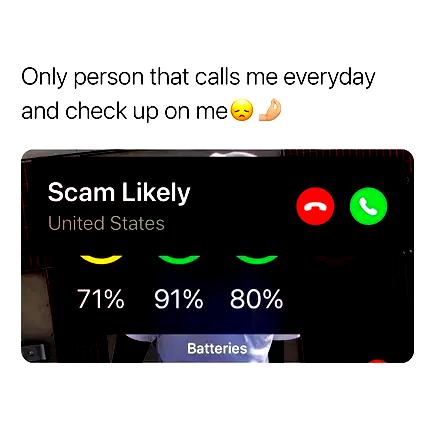 Only person that calls me everyday
and check up on me😞🤌🏻
Scam Likely
United States
71% 91% 80%
Batteries